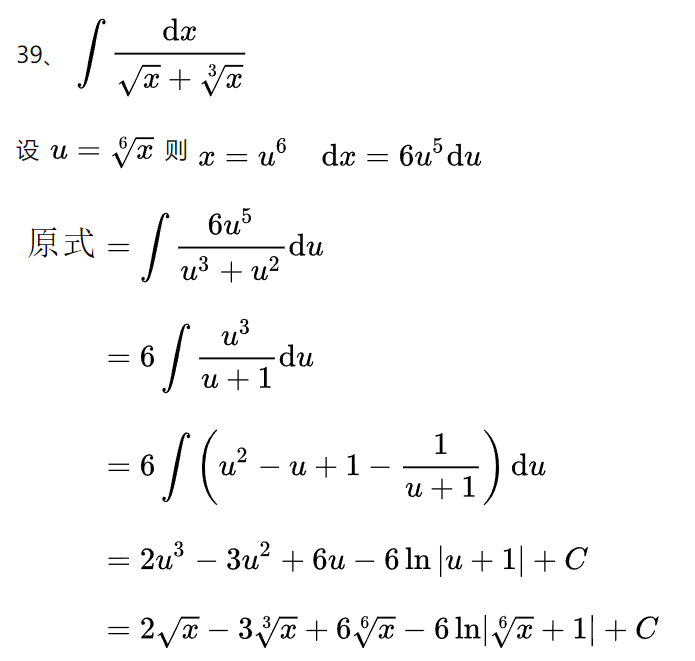 39、 ∫ dx / (√x + ∛x)
设 u = ⁶√x 则 x = u⁶ dx = 6u⁵du
原式 = ∫ 6u⁵ / (u³ + u²) du
= 6 ∫ u³ / (u + 1) du
= 6 ∫ (u² − u + 1 − 1 / (u + 1)) du
= 2u³ − 3u² + 6u − 6 ln |u + 1| + C
= 2√x − 3∛x + 6⁶√x − 6 ln|⁶√x + 1| + C